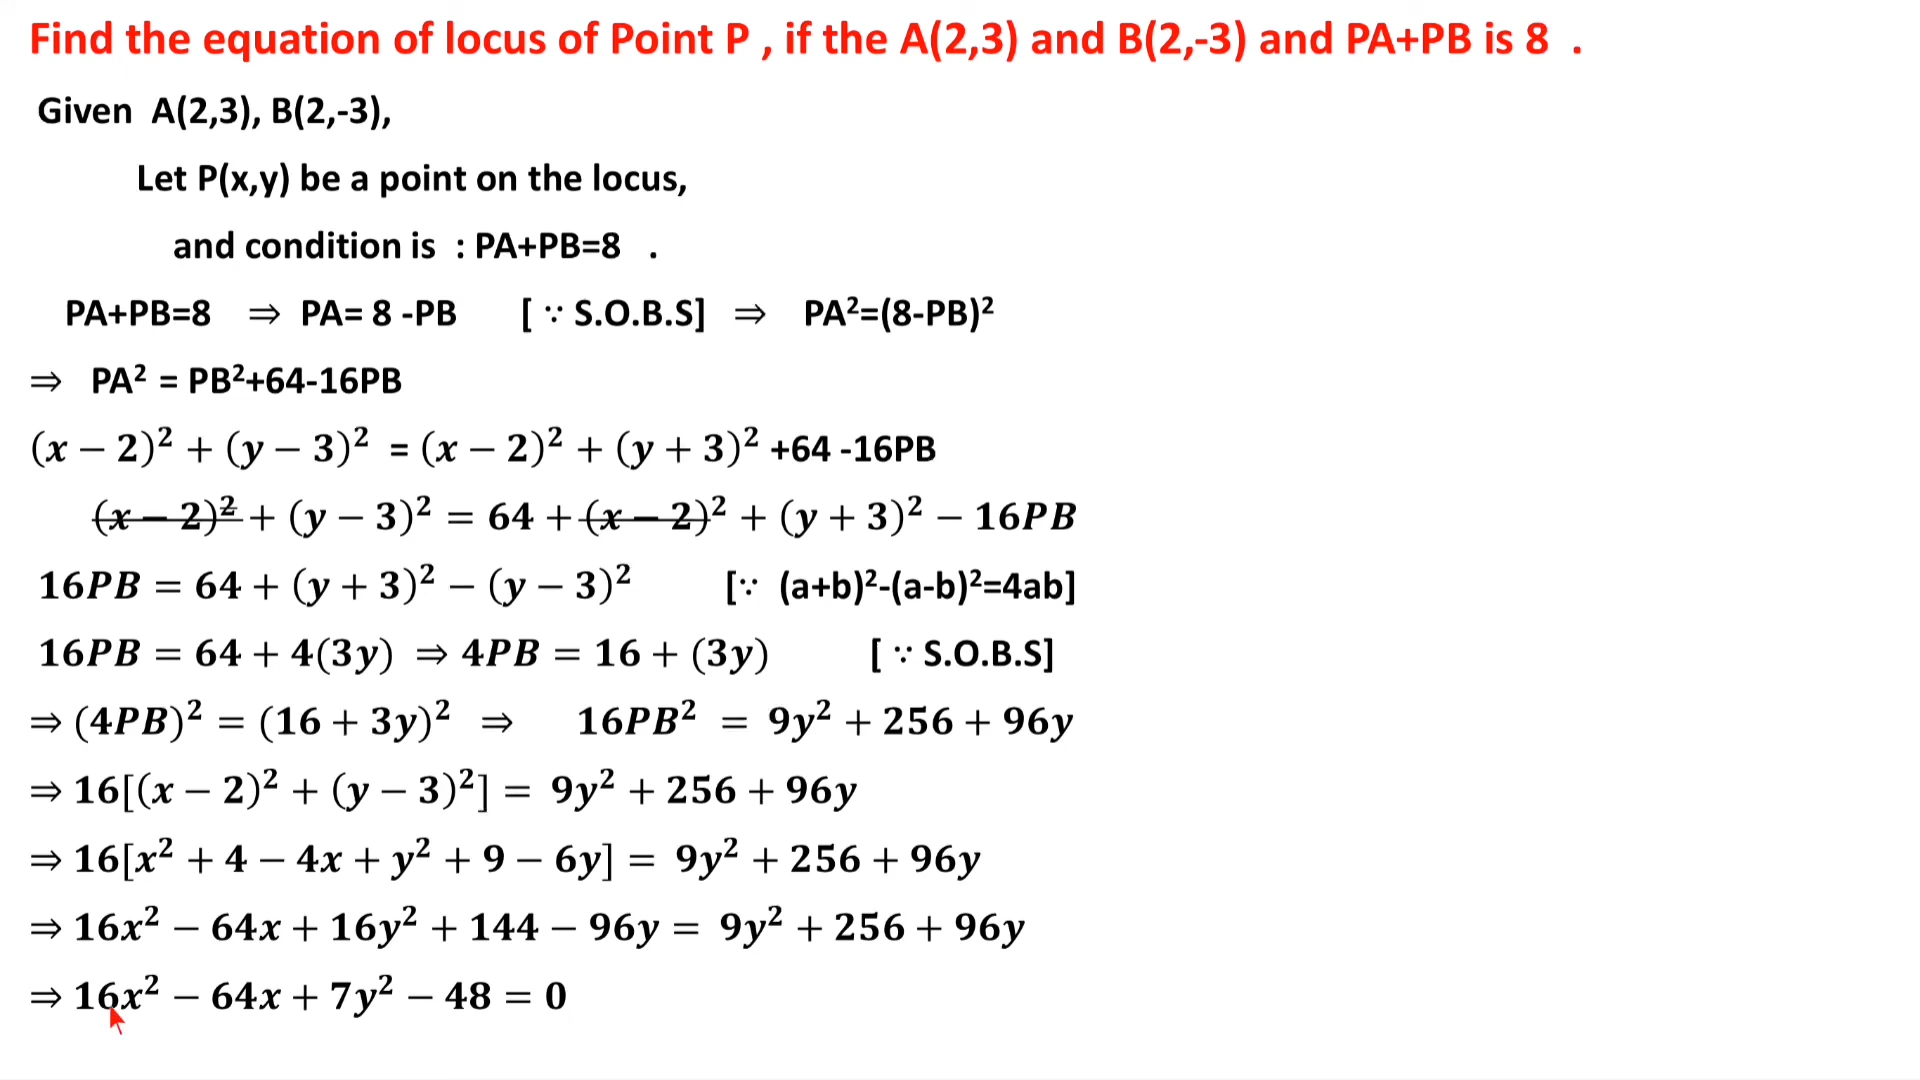 Find the equation of locus of Point P , if the A(2,3) and B(2,-3) and PA+PB is 8 .
Given A(2,3), B(2,-3),
Let P(x,y) be a point on the locus,
and condition is : PA+PB=8 .
PA+PB=8 ⇒ PA= 8 -PB [ ∵ S.O.B.S] ⇒ PA²=(8-PB)²
⇒ PA² = PB²+64-16PB
(x − 2)² + (y − 3)² = (x − 2)² + (y + 3)² +64 -16PB
(x − 2)² + (y − 3)² = 64 + (x − 2)² + (y + 3)² − 16PB
16PB = 64 + (y + 3)² − (y − 3)² [∵ (a+b)²-(a-b)²=4ab]
16PB = 64 + 4(3y) ⇒ 4PB = 16 + (3y) [ ∵ S.O.B.S]
⇒ (4PB)² = (16 + 3y)² ⇒ 16PB² = 9y² + 256 + 96y
⇒ 16[(x − 2)² + (y − 3)²] = 9y² + 256 + 96y
⇒ 16[x² + 4 − 4x + y² + 9 − 6y] = 9y² + 256 + 96y
⇒ 16x² − 64x + 16y² + 144 − 96y = 9y² + 256 + 96y
⇒ 16x² − 64x + 7y² − 48 = 0